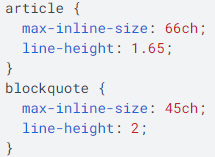 article {
  max-inline-size: 66ch;
  line-height: 1.65;
}
blockquote {
  max-inline-size: 45ch;
  line-height: 2;
}